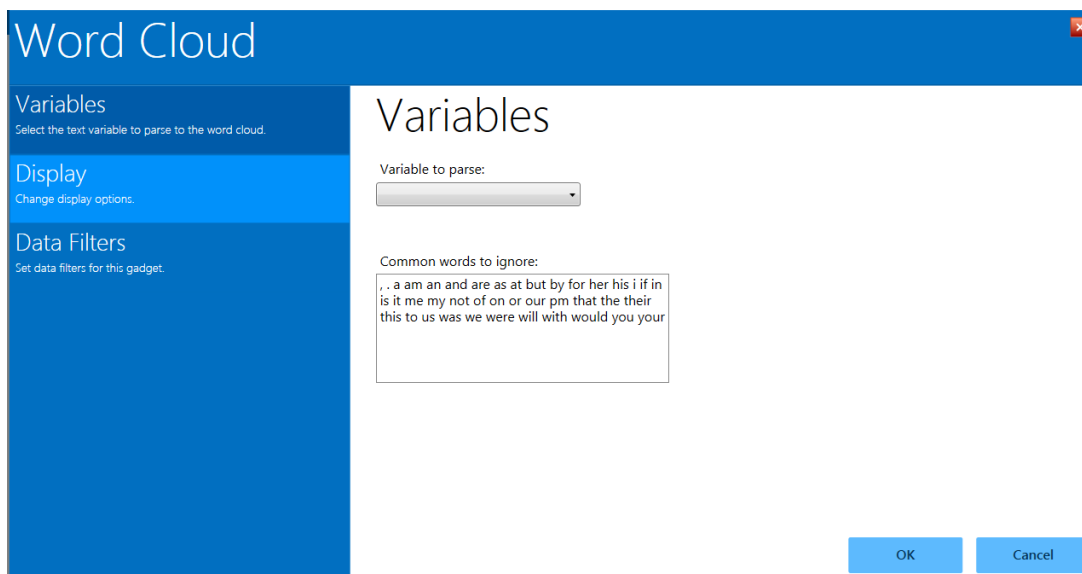 Word Cloud
Variables
Select the text variable to parse to the word cloud.
Display
Change display options.
Data Filters
Set data filters for this gadget.
Variables
Variable to parse:
Common words to ignore:
, . a am an and are as at but by for her his i if in
is it me my not of on or our pm that the their
this to us was we were will with would you your
OK
Cancel